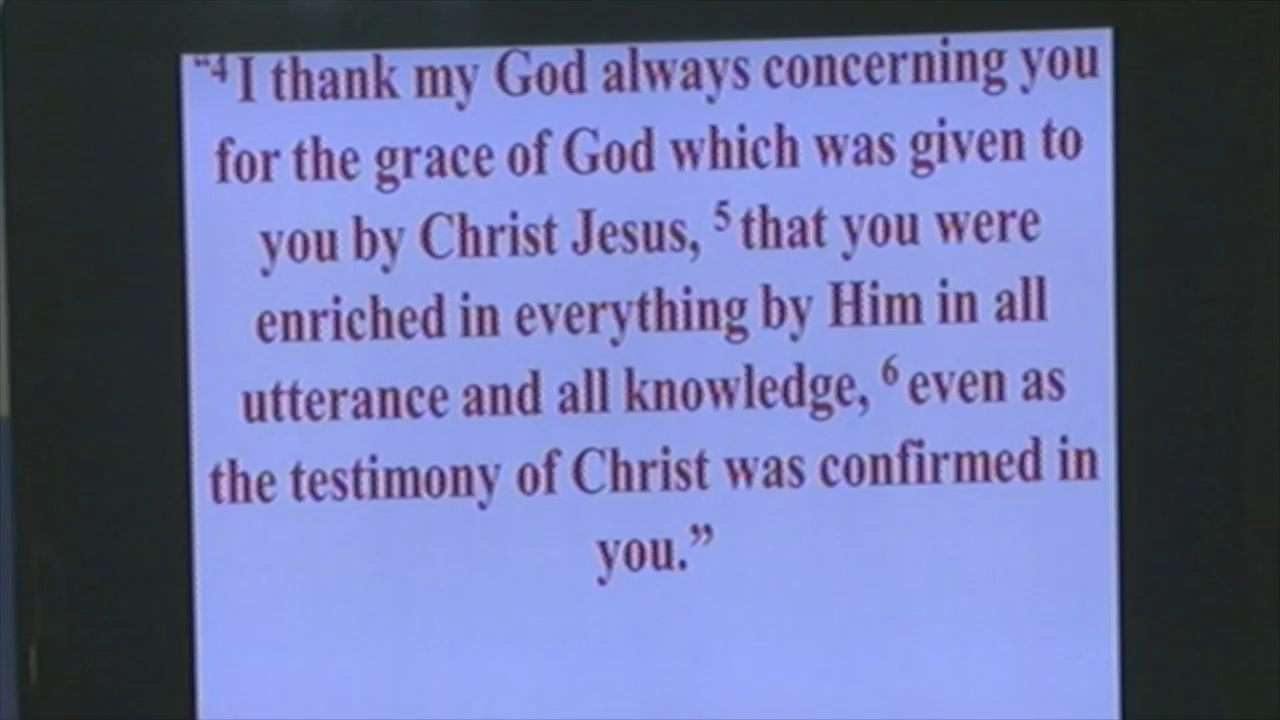 “⁴ I thank my God always concerning you
for the grace of God which was given to
you by Christ Jesus, ⁵ that you were
enriched in everything by Him in all
utterance and all knowledge, ⁶ even as
the testimony of Christ was confirmed in
you.”